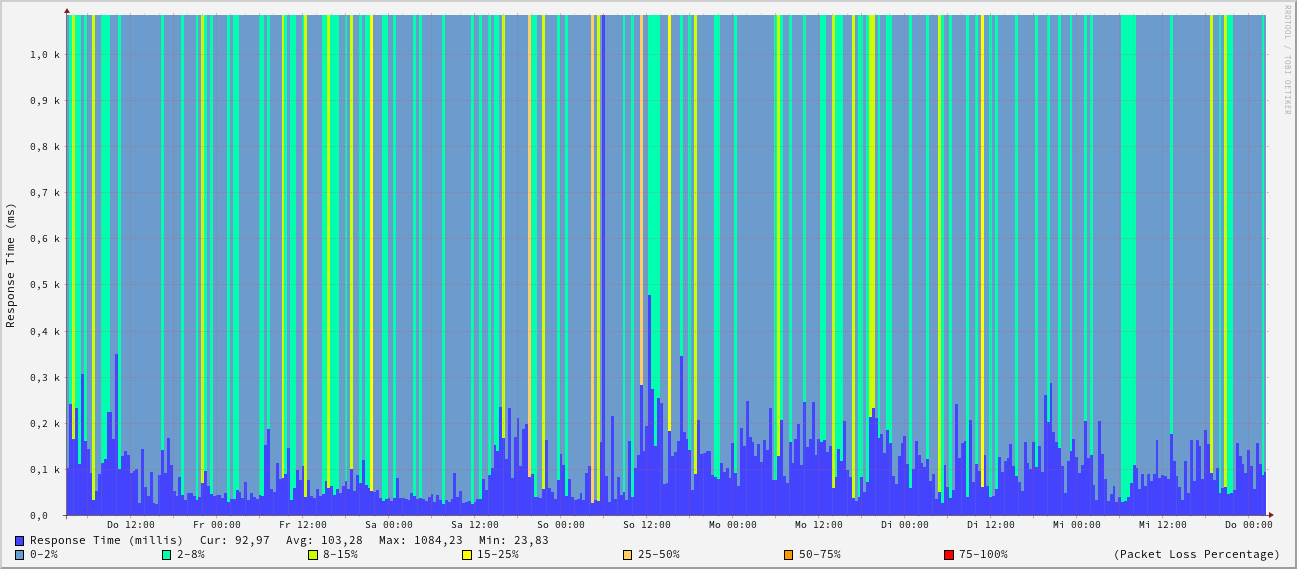 RRDTOOL / TOBI OETIKER
Response Time (ms)
1,0 k
0,9 k
0,8 k
0,7 k
0,6 k
0,5 k
0,4 k
0,3 k
0,2 k
0,1 k
0,0
Do 12:00 Fr 00:00 Fr 12:00 Sa 00:00 Sa 12:00 So 00:00 So 12:00 Mo 00:00 Mo 12:00 Di 00:00 Di 12:00 Mi 00:00 Mi 12:00 Do 00:00
Response Time (millis) Cur: 92,97 Avg: 103,28 Max: 1084,23 Min: 23,83
0-2% 2-8% 8-15% 15-25% 25-50% 50-75% 75-100% (Packet Loss Percentage)